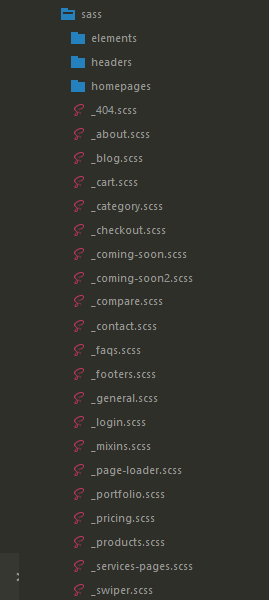 sass
elements
headers
homepages
_404.scss
_about.scss
_blog.scss
_cart.scss
_category.scss
_checkout.scss
_coming-soon.scss
_coming-soon2.scss
_compare.scss
_contact.scss
_faqs.scss
_footers.scss
_general.scss
_login.scss
_mixins.scss
_page-loader.scss
_portfolio.scss
_pricing.scss
_products.scss
_services-pages.scss
_swiper.scss